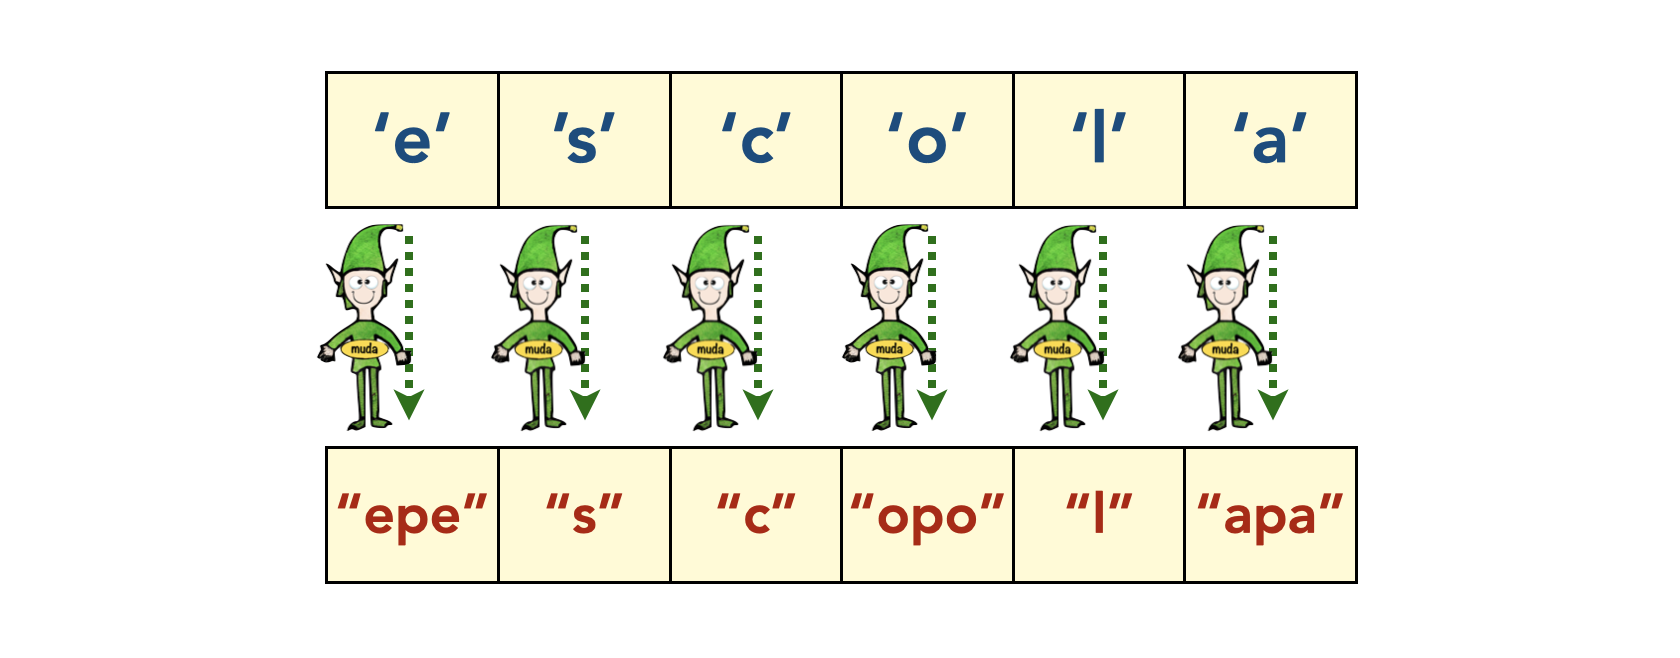 ‘e’ ’s’ ‘c’ ‘o’ ‘l’ ‘a’
muda muda muda muda muda muda
“epe” “s” “c” “opo” “l” “apa”